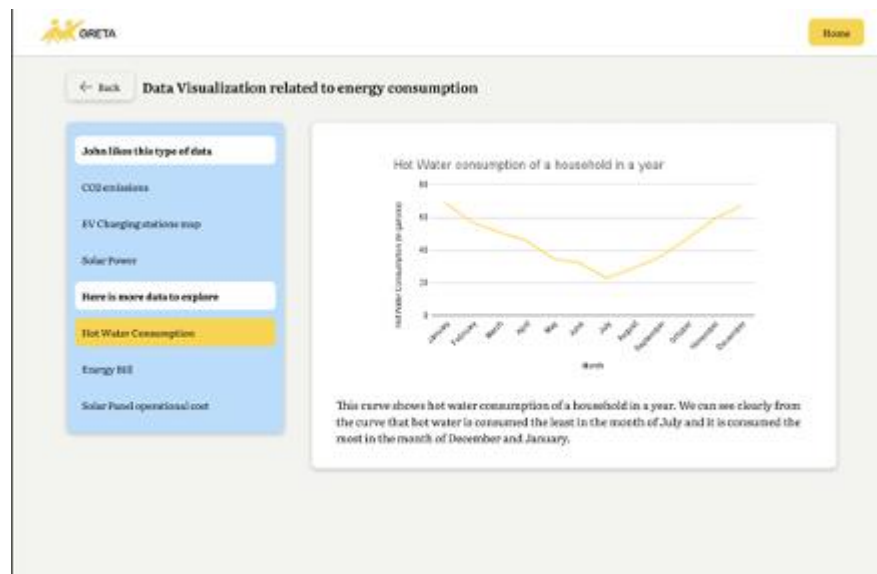 GRETA
Home
← Back
Data Visualization related to energy consumption
John likes this type of data
CO2 emissions
EV Charging stations map
Solar Power
Here is more data to explore
Hot Water Consumption
Energy Bill
Solar Panel operational cost
Hot Water consumption of a household in a year
80
60
40
20
0
Hot Water Consumption (in gallons)
January
February
March
April
May
June
July
August
September
October
November
December
Month
This curve shows hot water consumption of a household in a year. We can see clearly from
the curve that hot water is consumed the least in the month of July and it is consumed the
most in the month of December and January.